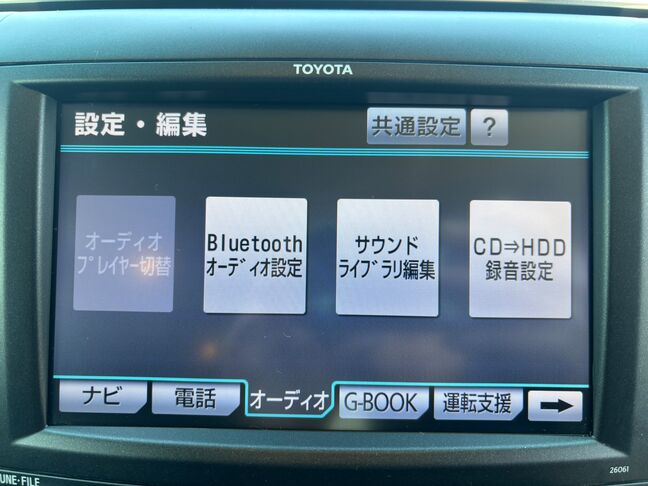 TOYOTA
設定・編集
共通設定
?
オーディオ
プレイヤー切替
Bluetooth
オーディオ設定
サウンド
ライブラリ編集
CD⇒HDD
録音設定
ナビ
電話
オーディオ
G-BOOK
運転支援
→
26061
UNE・FILE